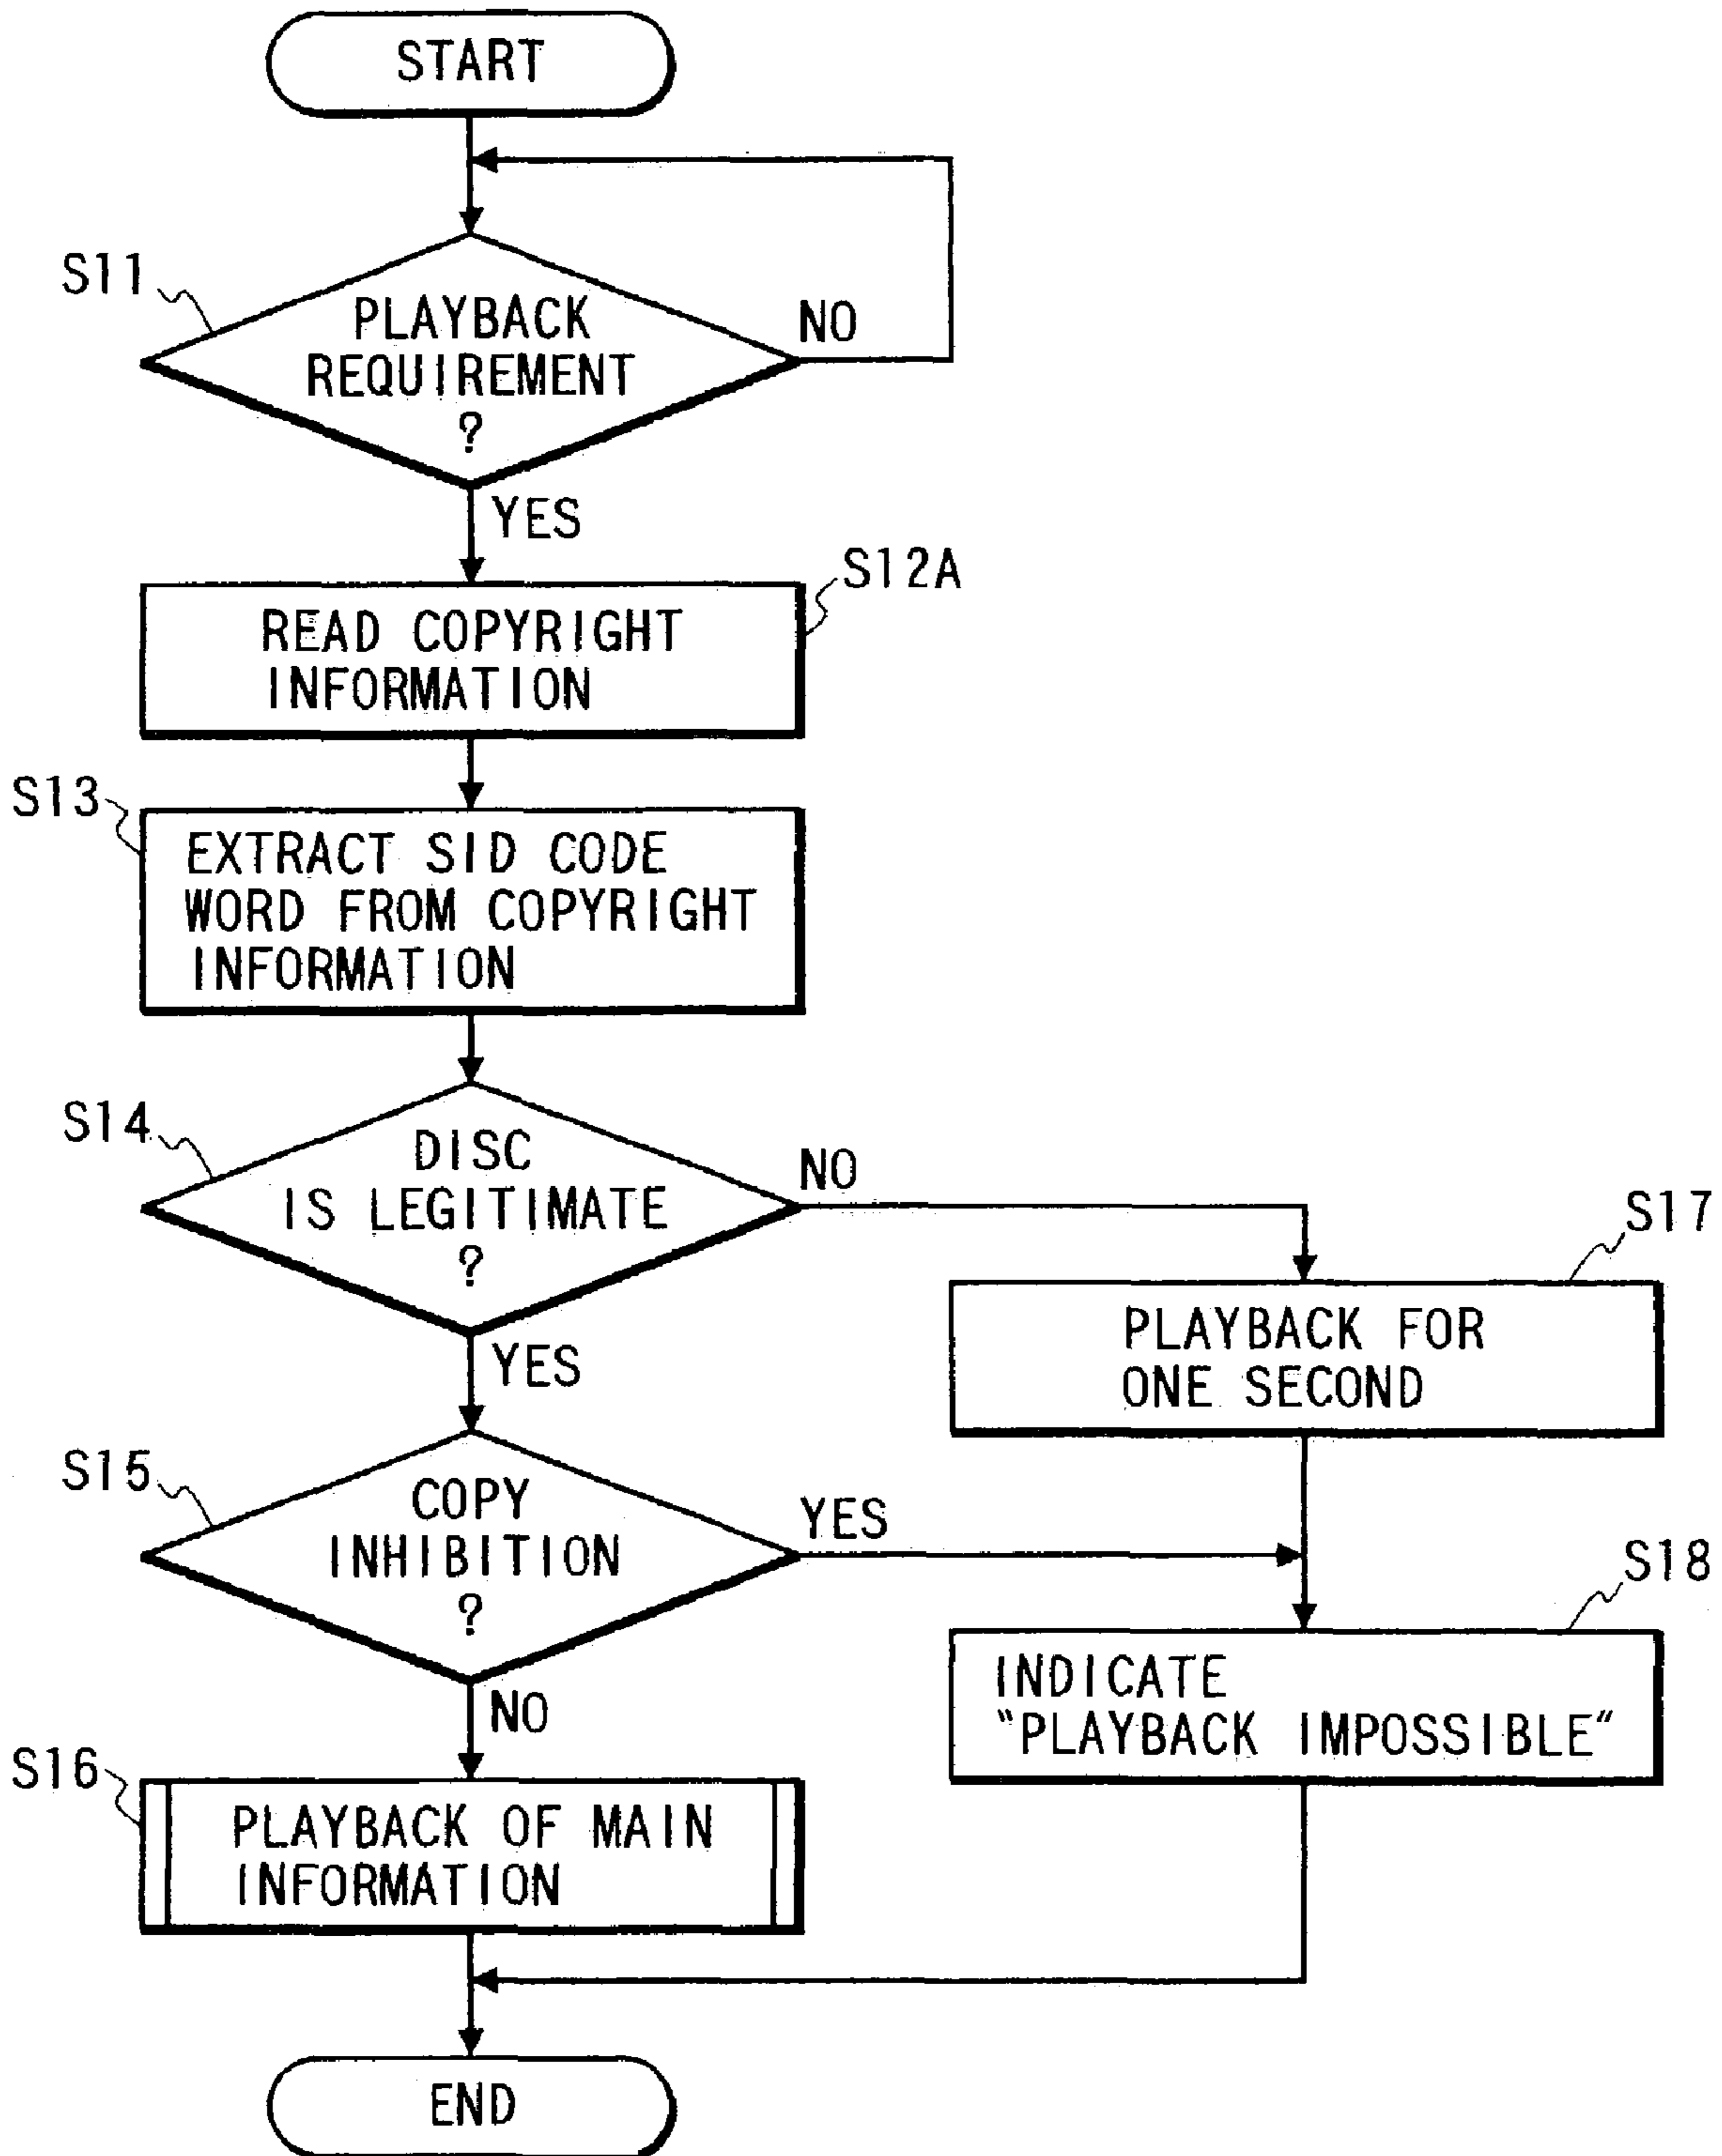 START
S11
PLAYBACK
REQUIREMENT
?
NO
YES
S12A
READ COPYRIGHT
INFORMATION
S13
EXTRACT SID CODE
WORD FROM COPYRIGHT
INFORMATION
S14
DISC
IS LEGITIMATE
?
NO
YES
S17
PLAYBACK FOR
ONE SECOND
S15
COPY
INHIBITION
?
YES
NO
S18
INDICATE
"PLAYBACK IMPOSSIBLE"
S16
PLAYBACK OF MAIN
INFORMATION
END